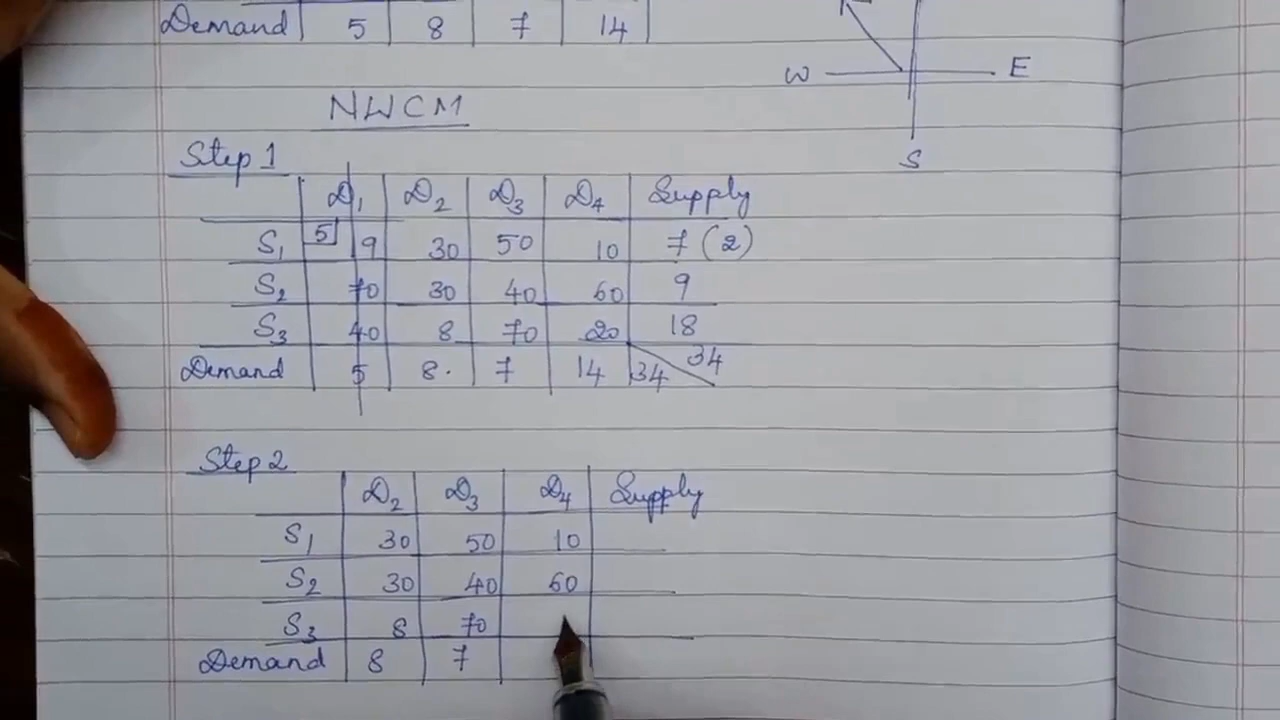 Demand 5 8 7 14
W E
S
NWCM
Step 1
D1 D2 D3 D4 Supply
S1 5 9 30 50 10 7 (2)
S2 70 30 40 60 9
S3 40 8 70 20 18
Demand 5 8. 7 14 34 34
Step 2
D2 D3 D4 Supply
S1 30 50 10
S2 30 40 60
S3 8 70
Demand 8 7